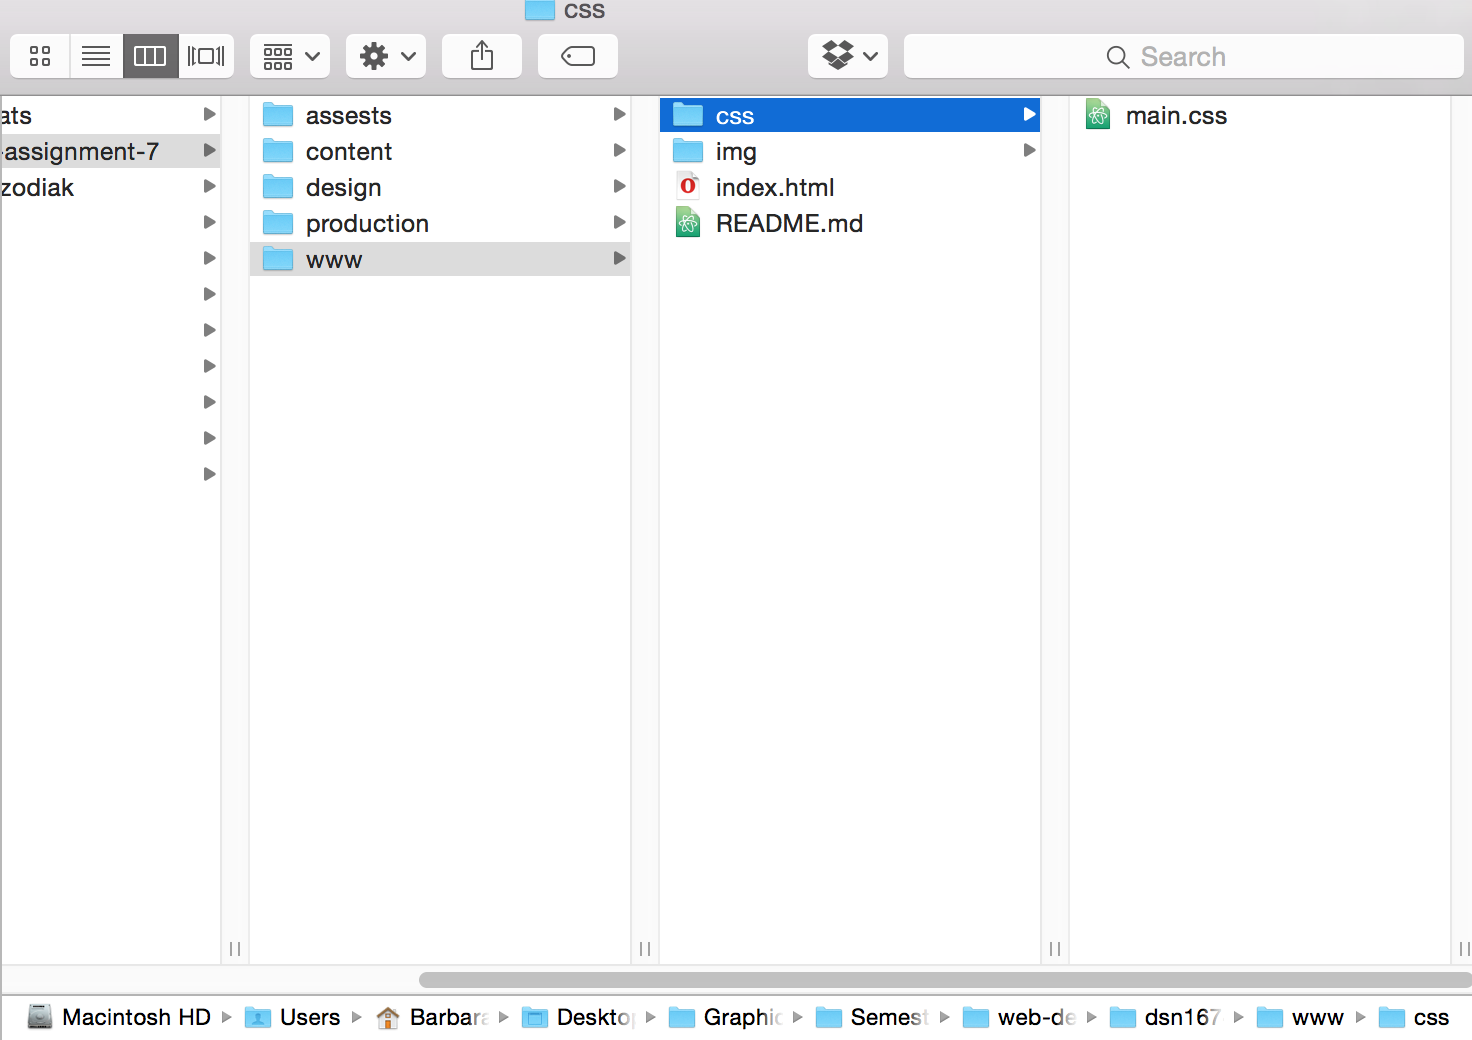 css
Search
ats
-assignment-7
zodiak
assests
content
design
production
www
css
img
index.html
README.md
main.css
Macintosh HD Users Barbara Deskto Graphic Semest web-de dsn167 www css